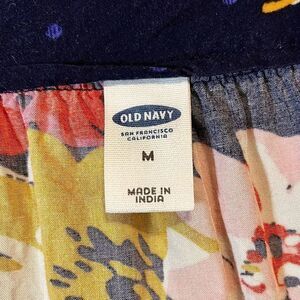 OLD NAVY
SAN FRANCISCO
CALIFORNIA
M
MADE IN
INDIA